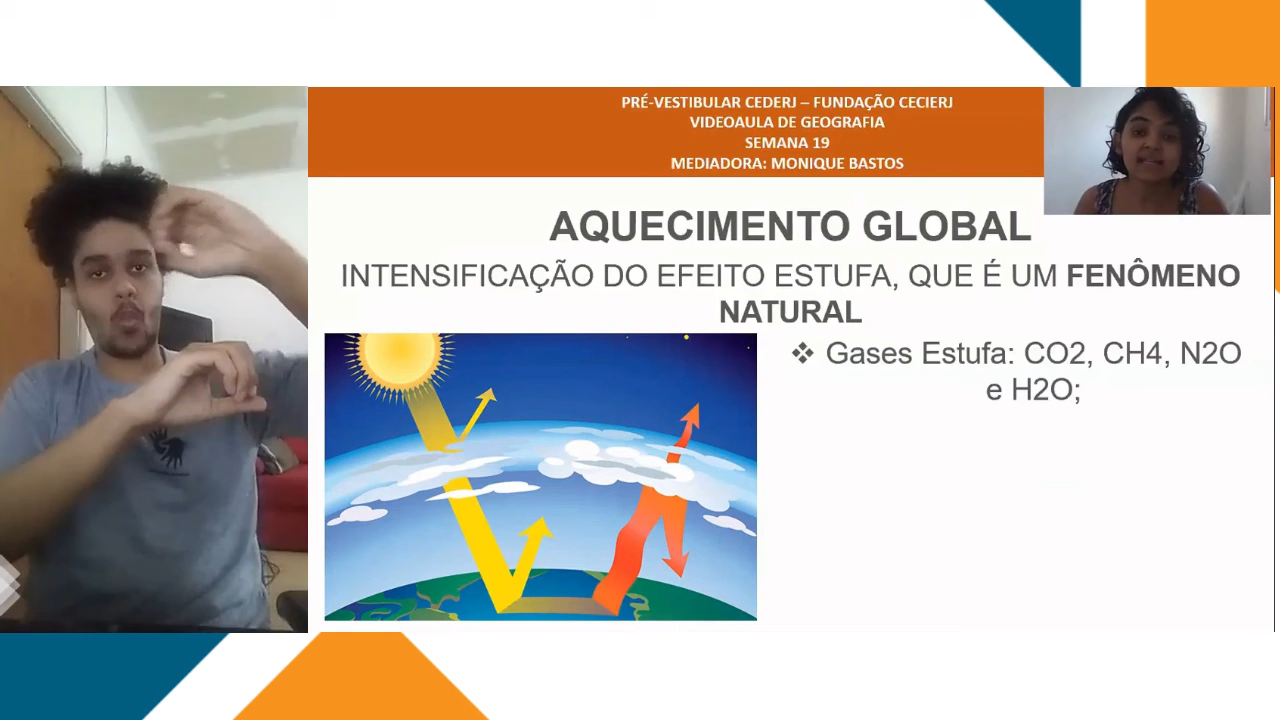 PRÉ-VESTIBULAR CEDERJ – FUNDAÇÃO CECIERJ
VIDEOAULA DE GEOGRAFIA
SEMANA 19
MEDIADORA: MONIQUE BASTOS
AQUECIMENTO GLOBAL
INTENSIFICAÇÃO DO EFEITO ESTUFA, QUE É UM FENÔMENO
NATURAL
❖ Gases Estufa: CO2, CH4, N2O
e H2O;